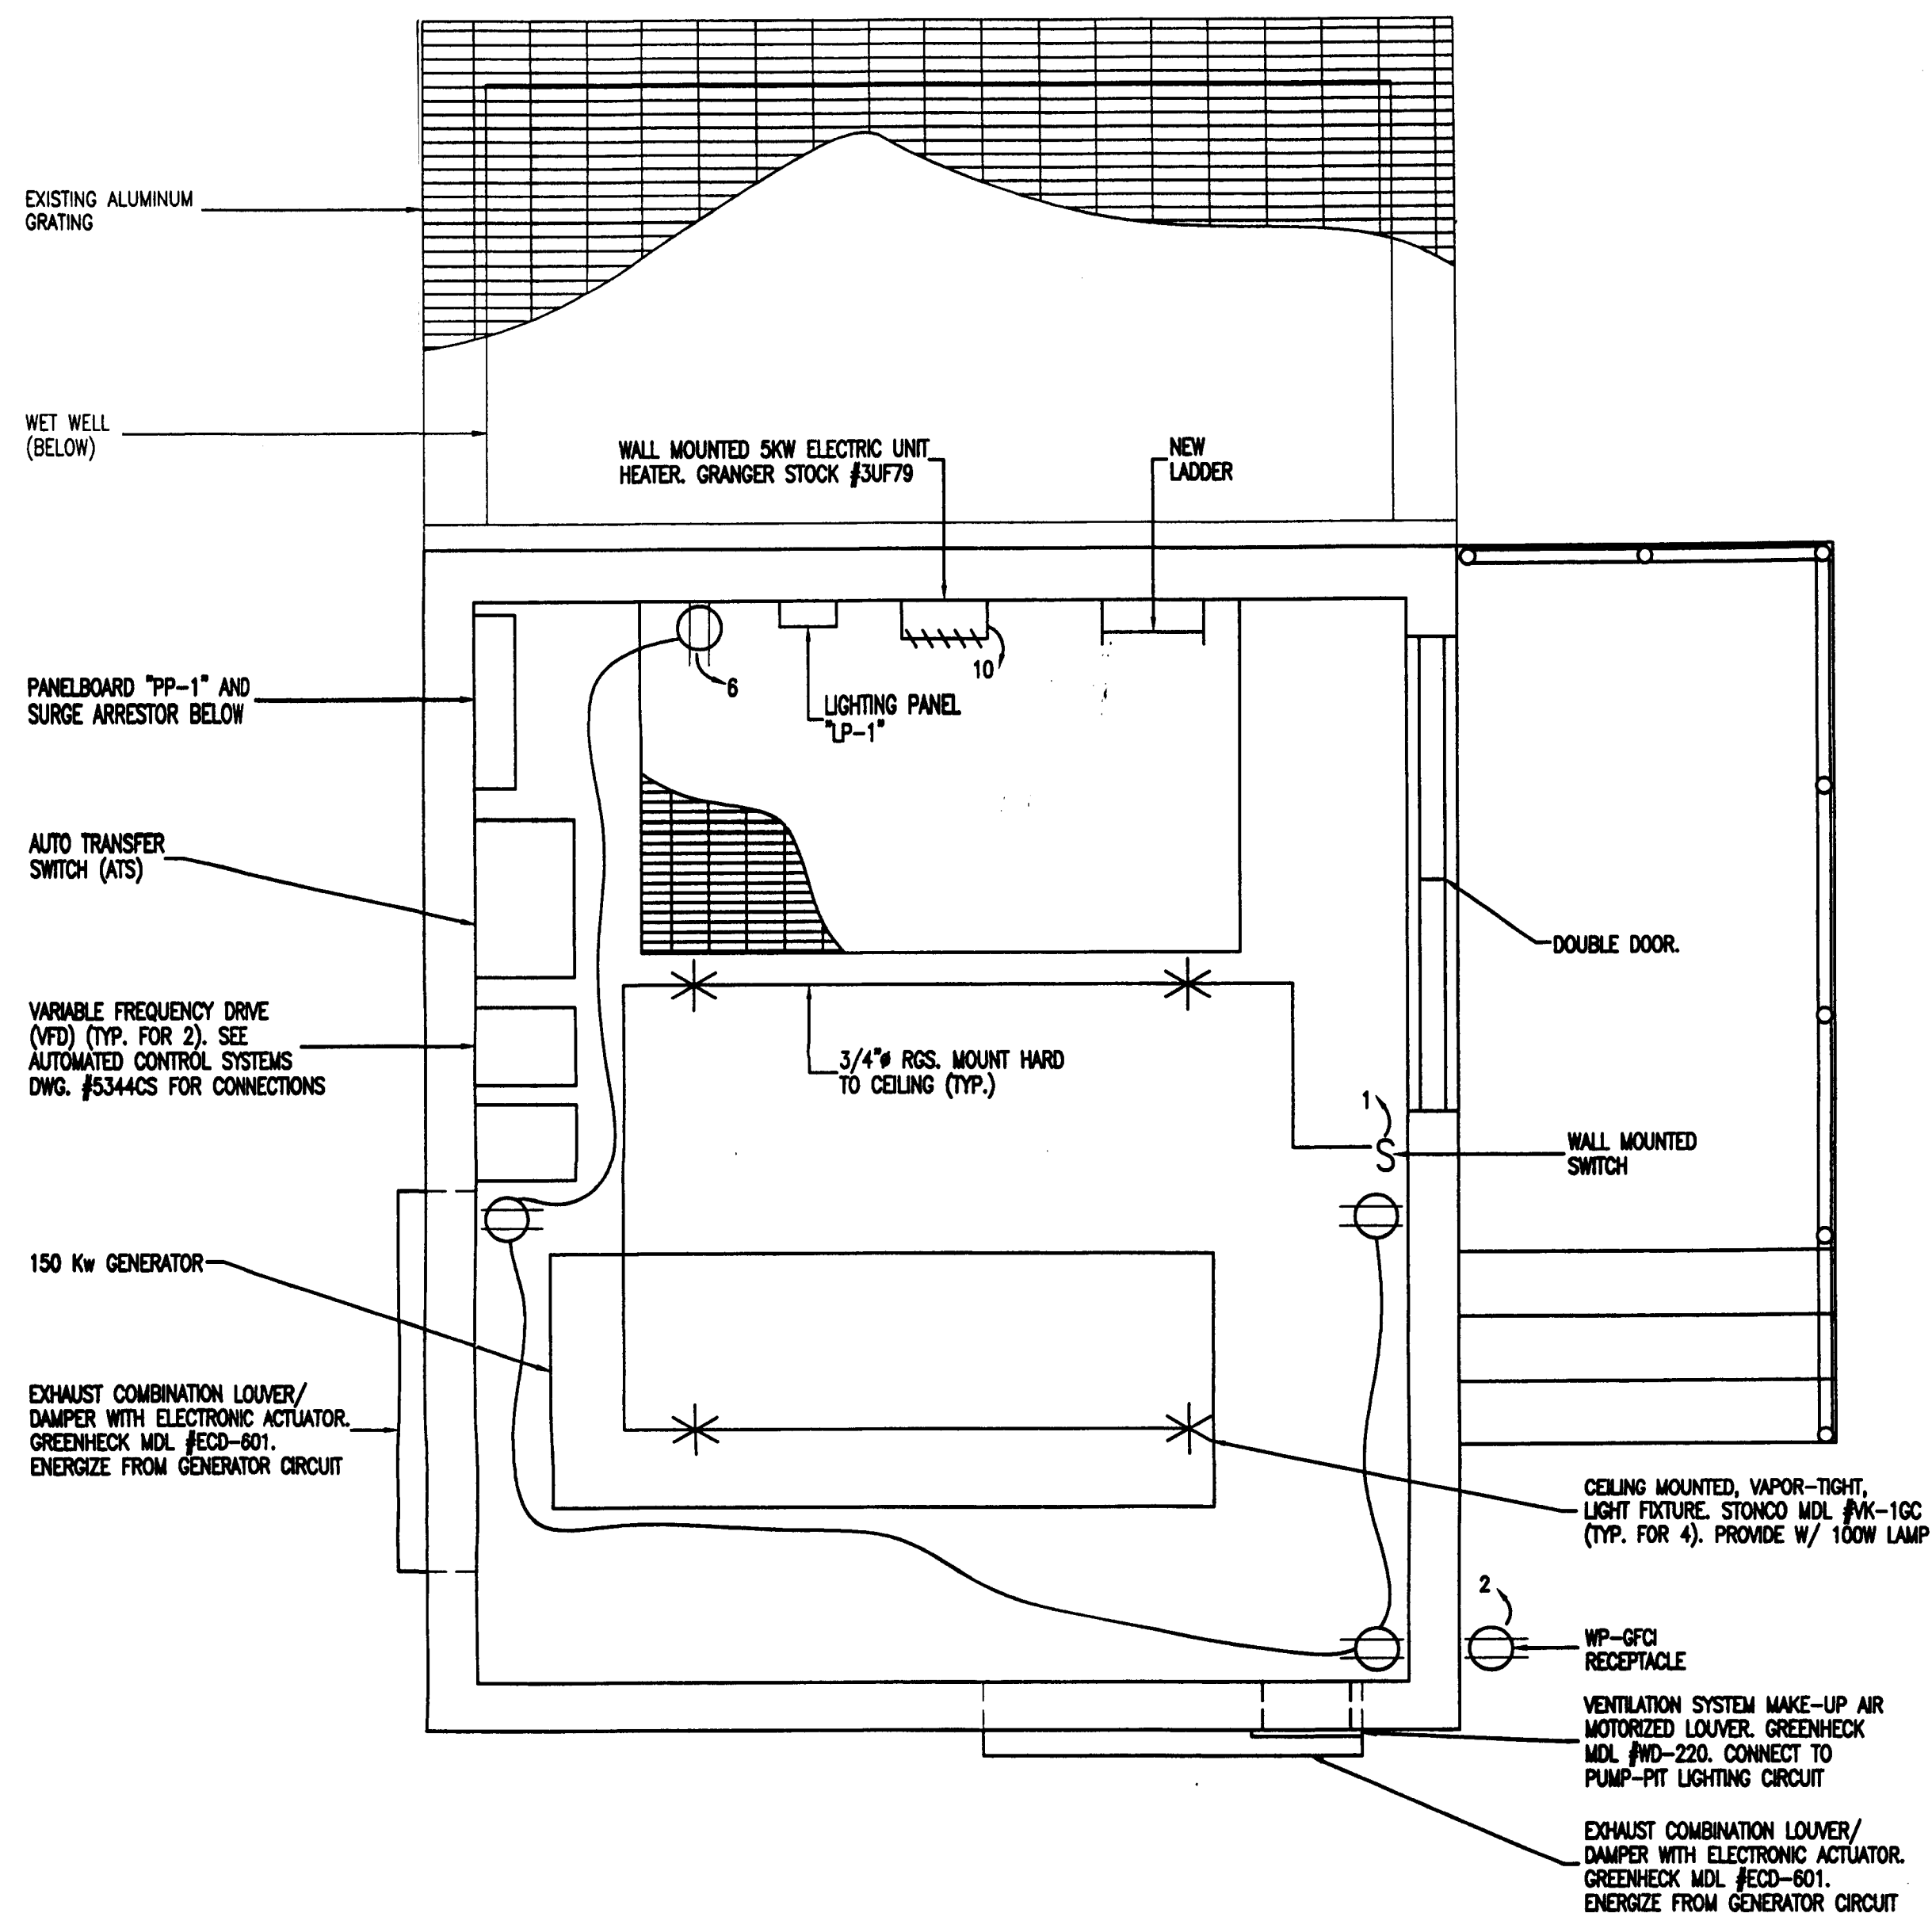 EXISTING ALUMINUM
GRATING
WET WELL
(BELOW)
WALL MOUNTED 5KW ELECTRIC UNIT
HEATER. GRANGER STOCK #3UF79
NEW
LADDER
10
6
PANELBOARD "PP-1" AND
SURGE ARRESTOR BELOW
LIGHTING PANEL
"LP-1"
AUTO TRANSFER
SWITCH (ATS)
DOUBLE DOOR.
VARIABLE FREQUENCY DRIVE
(VFD) (TYP. FOR 2). SEE
AUTOMATED CONTROL SYSTEMS
DWG. #5344CS FOR CONNECTIONS
3/4"ø RGS. MOUNT HARD
TO CEILING (TYP.)
1
S
WALL MOUNTED
SWITCH
150 Kw GENERATOR
EXHAUST COMBINATION LOUVER/
DAMPER WITH ELECTRONIC ACTUATOR.
GREENHECK MDL #ECD-601.
ENERGIZE FROM GENERATOR CIRCUIT
CEILING MOUNTED, VAPOR-TIGHT,
LIGHT FIXTURE. STONCO MDL #VK-1GC
(TYP. FOR 4). PROVIDE W/ 100W LAMP
2
WP-GFCI
RECEPTACLE
VENTILATION SYSTEM MAKE-UP AIR
MOTORIZED LOUVER. GREENHECK
MDL #WD-220. CONNECT TO
PUMP-PIT LIGHTING CIRCUIT
EXHAUST COMBINATION LOUVER/
DAMPER WITH ELECTRONIC ACTUATOR.
GREENHECK MDL #ECD-601.
ENERGIZE FROM GENERATOR CIRCUIT